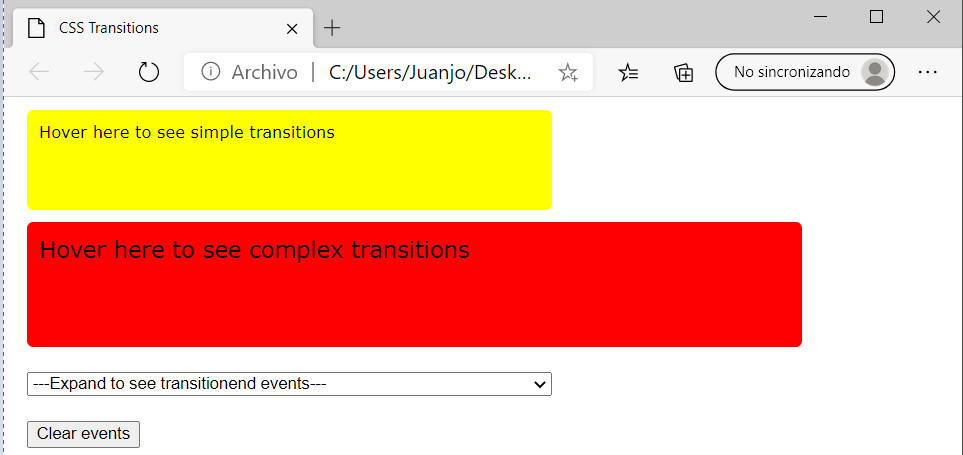 CSS Transitions
Archivo | C:/Users/Juanjo/Desk...
No sincronizando
Hover here to see simple transitions
Hover here to see complex transitions
---Expand to see transitionend events---
Clear events